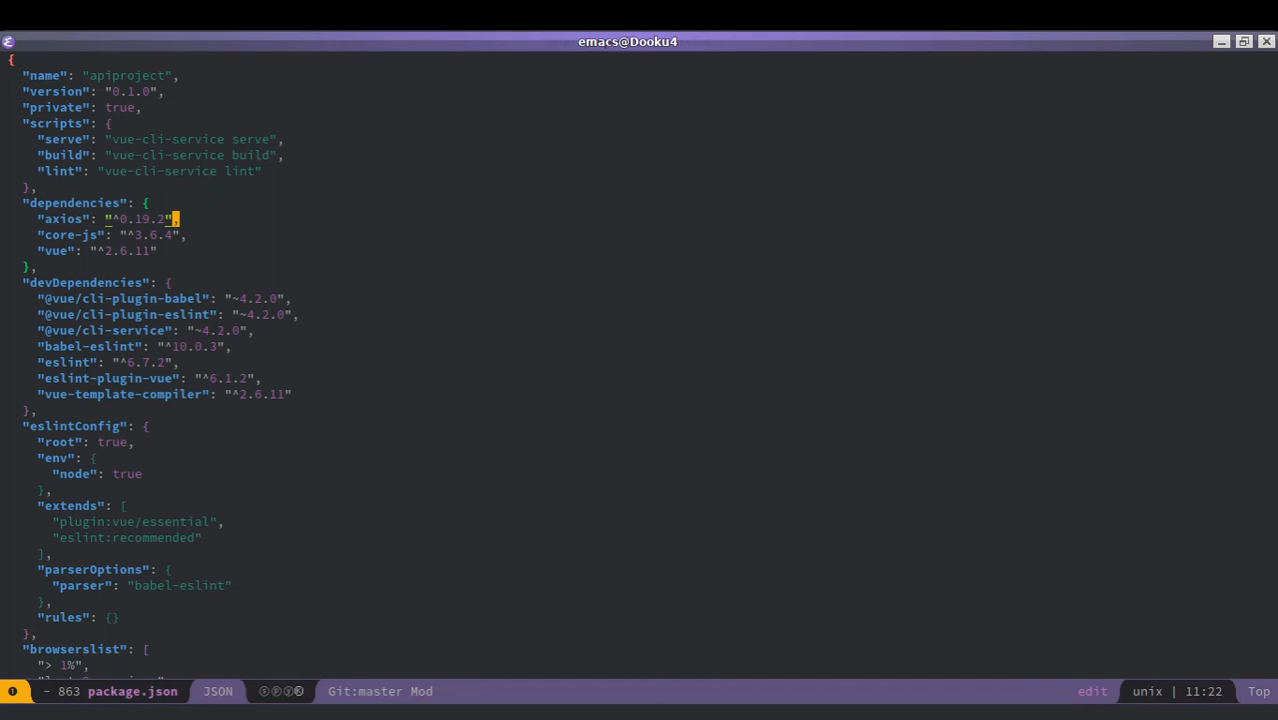 emacs@Dooku4
{
"name": "apiproject",
"version": "0.1.0",
"private": true,
"scripts": {
"serve": "vue-cli-service serve",
"build": "vue-cli-service build",
"lint": "vue-cli-service lint"
},
"dependencies": {
"axios": "^0.19.2",
"core-js": "^3.6.4",
"vue": "^2.6.11"
},
"devDependencies": {
"@vue/cli-plugin-babel": "~4.2.0",
"@vue/cli-plugin-eslint": "~4.2.0",
"@vue/cli-service": "~4.2.0",
"babel-eslint": "^10.0.3",
"eslint": "^6.7.2",
"eslint-plugin-vue": "^6.1.2",
"vue-template-compiler": "^2.6.11"
},
"eslintConfig": {
"root": true,
"env": {
"node": true
},
"extends": [
"plugin:vue/essential",
"eslint:recommended"
],
"parserOptions": {
"parser": "babel-eslint"
},
"rules": {}
},
"browserslist": [
"> 1%",
❶ - 863 package.json JSON ⓢⓟⓨⓚ Git:master Mod edit unix | 11:22 Top